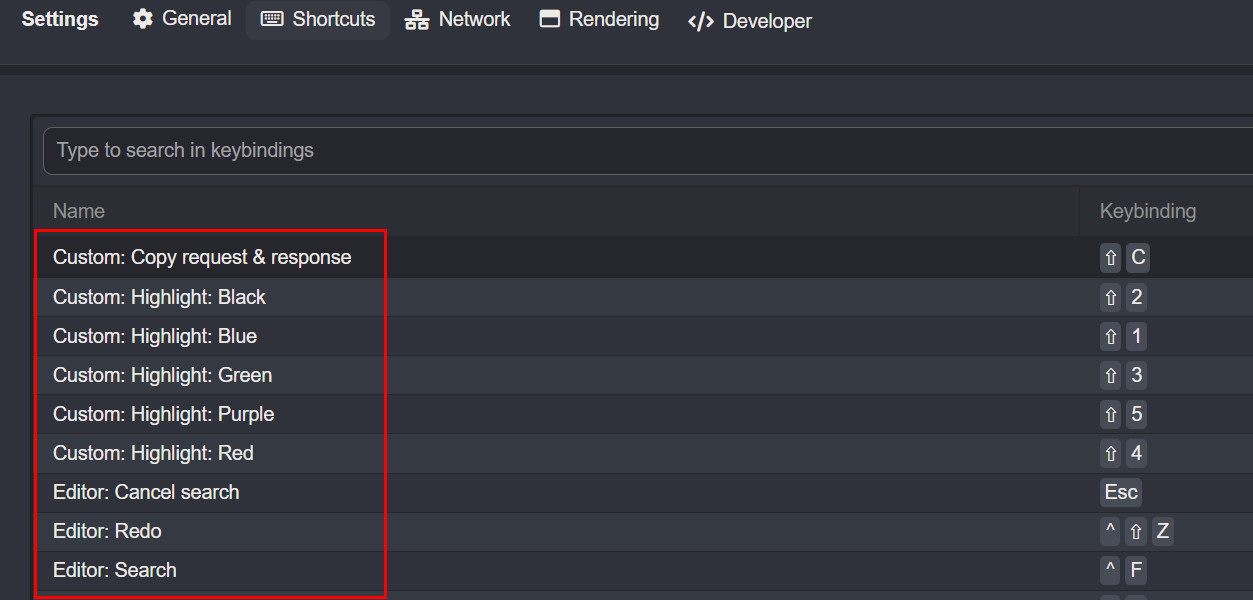 Settings General Shortcuts Network Rendering </> Developer
Type to search in keybindings
Name Keybinding
Custom: Copy request & response ⇧ C
Custom: Highlight: Black ⇧ 2
Custom: Highlight: Blue ⇧ 1
Custom: Highlight: Green ⇧ 3
Custom: Highlight: Purple ⇧ 5
Custom: Highlight: Red ⇧ 4
Editor: Cancel search Esc
Editor: Redo ^ ⇧ Z
Editor: Search ^ F